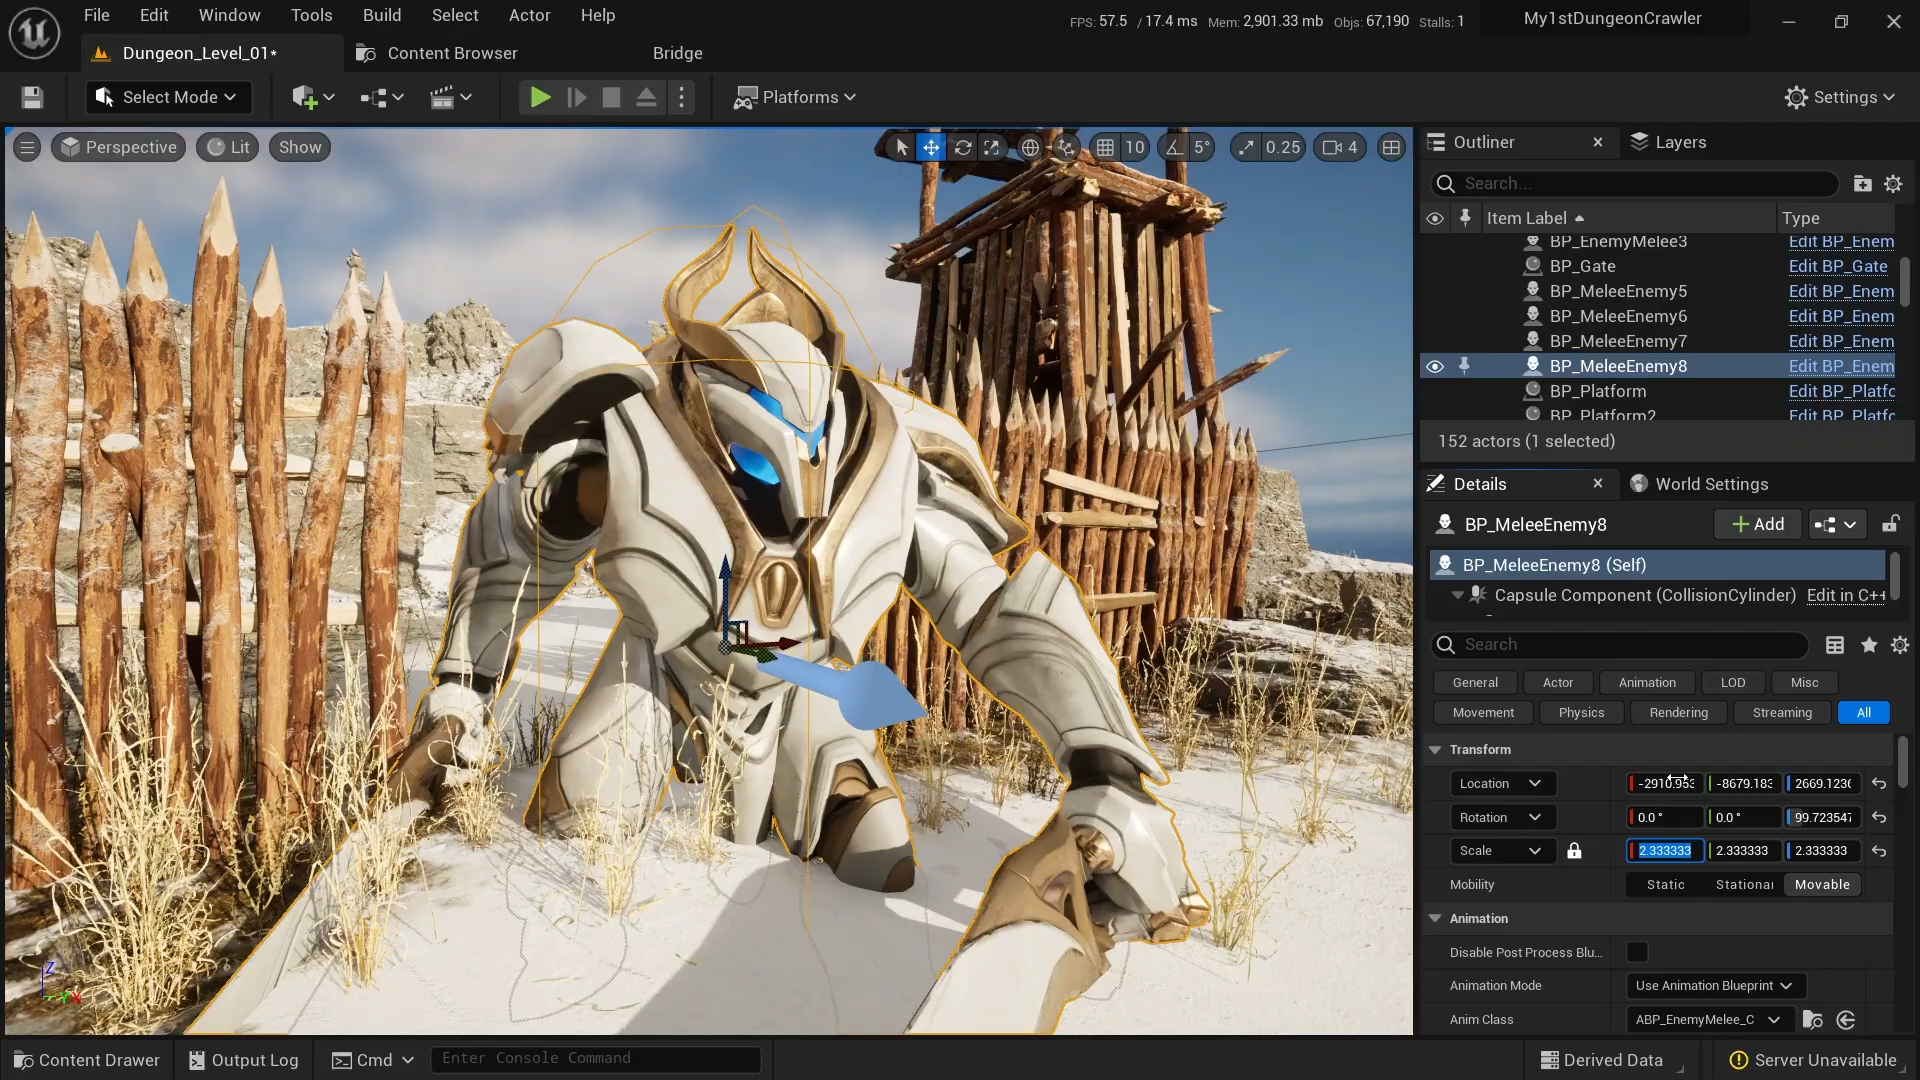 File Edit Window Tools Build Select Actor Help
FPS: 57.5 / 17.4 ms Mem: 2,901.33 mb Objs: 67,190 Stalls: 1
My1stDungeonCrawler
Dungeon_Level_01*
Content Browser
Bridge
Select Mode
Platforms
Settings
Perspective
Lit
Show
10
5°
0.25
4
Outliner
Layers
Search...
Item Label
Type
BP_EnemyMelee3 Edit BP_Enem
BP_Gate Edit BP_Gate
BP_MeleeEnemy5 Edit BP_Enem
BP_MeleeEnemy6 Edit BP_Enem
BP_MeleeEnemy7 Edit BP_Enem
BP_MeleeEnemy8 Edit BP_Enem
BP_Platform Edit BP_Platfc
BP_Platform2 Edit BP_Platfc
152 actors (1 selected)
Details
World Settings
BP_MeleeEnemy8
Add
BP_MeleeEnemy8 (Self)
Capsule Component (CollisionCylinder) Edit in C++
Search
General Actor Animation LOD Misc
Movement Physics Rendering Streaming All
Transform
Location -2910.953 -8679.183 2669.1236
Rotation 0.0 ° 0.0 ° 99.723547
Scale 2.333333 2.333333 2.333333
Mobility Static Stationar Movable
Animation
Disable Post Process Blu...
Animation Mode Use Animation Blueprint
Anim Class ABP_EnemyMelee_C
Z
Y
X
Content Drawer
Output Log
Cmd
Enter Console Command
Derived Data
Server Unavailable